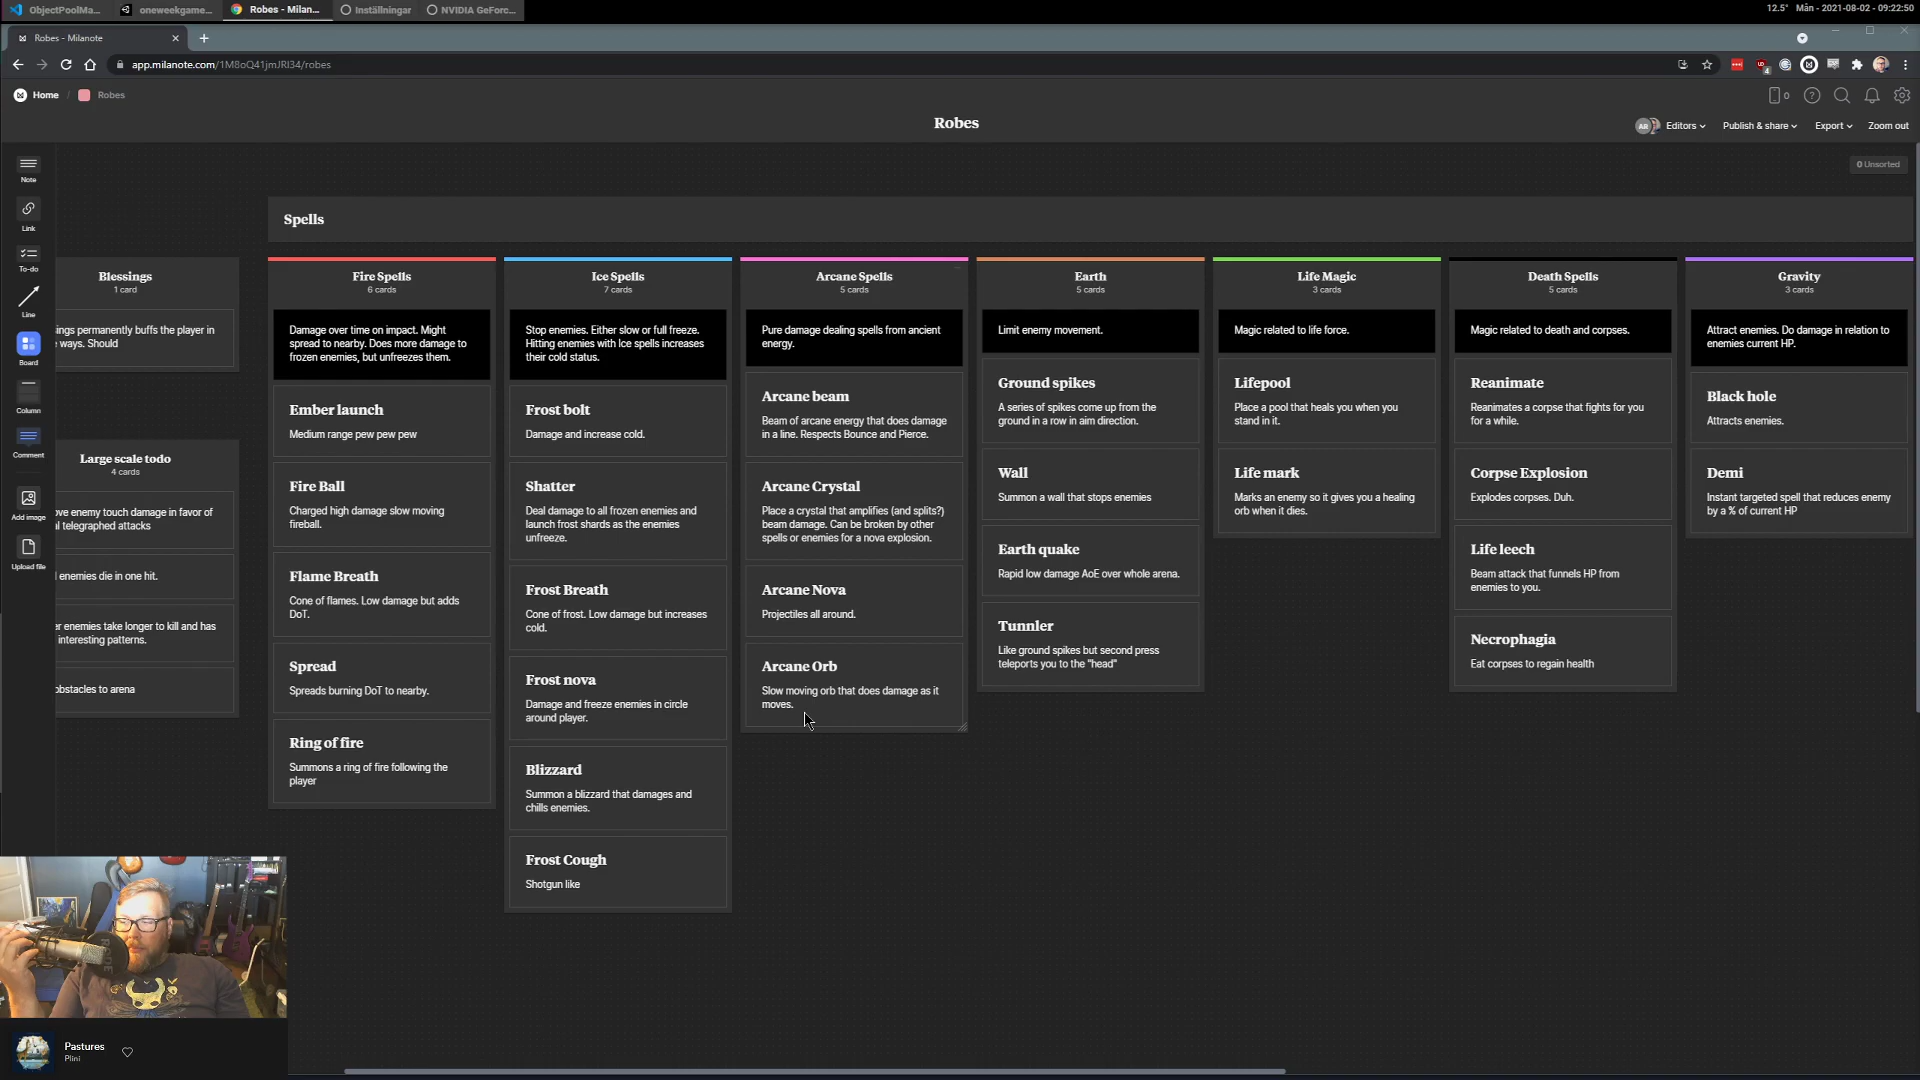 ObjectPoolMa...
oneweekgame...
Robes - Milan...
Inställningar
NVIDIA GeForc...
12.5° Mån - 2021-08-02 - 09:22:50
Robes - Milanote
app.milanote.com/1M8oQ41jmJRl34/robes
4
Home / Robes
0
Robes
AR
Editors
Publish & share
Export
Zoom out
Note
Link
To-do
Line
Board
Column
Comment
Add image
Upload file
0 Unsorted
Spells
Blessings
1 card
ings permanently buffs the player in
ways. Should
Large scale todo
4 cards
ve enemy touch damage in favor of
l telegraphed attacks
enemies die in one hit.
er enemies take longer to kill and has
interesting patterns.
obstacles to arena
Fire Spells
6 cards
Damage over time on impact. Might
spread to nearby. Does more damage to
frozen enemies, but unfreezes them.
Ember launch
Medium range pew pew pew
Fire Ball
Charged high damage slow moving
fireball.
Flame Breath
Cone of flames. Low damage but adds
DoT.
Spread
Spreads burning DoT to nearby.
Ring of fire
Summons a ring of fire following the
player
Ice Spells
7 cards
Stop enemies. Either slow or full freeze.
Hitting enemies with Ice spells increases
their cold status.
Frost bolt
Damage and increase cold.
Shatter
Deal damage to all frozen enemies and
launch frost shards as the enemies
unfreeze.
Frost Breath
Cone of frost. Low damage but increases
cold.
Frost nova
Damage and freeze enemies in circle
around player.
Blizzard
Summon a blizzard that damages and
chills enemies.
Frost Cough
Shotgun like
Arcane Spells
5 cards
Pure damage dealing spells from ancient
energy.
Arcane beam
Beam of arcane energy that does damage
in a line. Respects Bounce and Pierce.
Arcane Crystal
Place a crystal that amplifies (and splits?)
beam damage. Can be broken by other
spells or enemies for a nova explosion.
Arcane Nova
Projectiles all around.
Arcane Orb
Slow moving orb that does damage as it
moves.
Earth
5 cards
Limit enemy movement.
Ground spikes
A series of spikes come up from the
ground in a row in aim direction.
Wall
Summon a wall that stops enemies
Earth quake
Rapid low damage AoE over whole arena.
Tunnler
Like ground spikes but second press
teleports you to the "head"
Life Magic
3 cards
Magic related to life force.
Lifepool
Place a pool that heals you when you
stand in it.
Life mark
Marks an enemy so it gives you a healing
orb when it dies.
Death Spells
5 cards
Magic related to death and corpses.
Reanimate
Reanimates a corpse that fights for you
for a while.
Corpse Explosion
Explodes corpses. Duh.
Life leech
Beam attack that funnels HP from
enemies to you.
Necrophagia
Eat corpses to regain health
Gravity
3 cards
Attract enemies. Do damage in relation to
enemies current HP.
Black hole
Attracts enemies.
Demi
Instant targeted spell that reduces enemy
by a % of current HP
Pastures
Plini